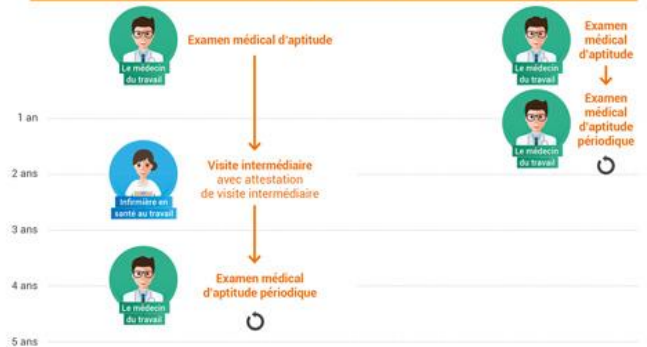 Examen médical d'aptitude
Le médecin
du travail
1 an
2 ans
Visite intermédiaire
avec attestation
de visite intermédiaire
Infirmière en
santé au travail
3 ans
4 ans
Examen médical
d'aptitude périodique
Le médecin
du travail
5 ans
Examen
médical
d'aptitude
Le médecin
du travail
Examen
médical
d'aptitude
périodique
Le médecin
du travail